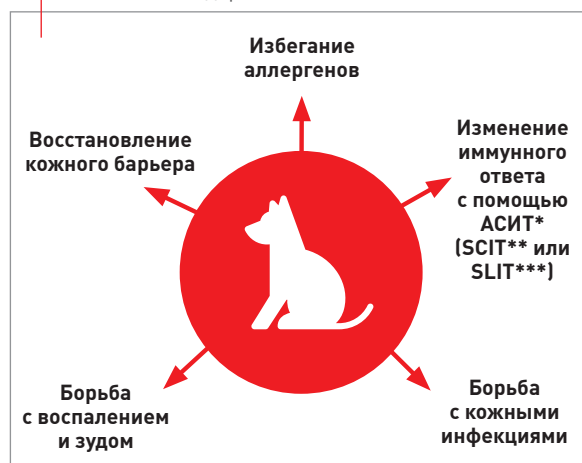 Избегание
аллергенов
Восстановление
кожного барьера
Изменение
иммунного
ответа
с помощью
АСИТ*
(SCIT** или
SLIT***)
Борьба
с воспалением
и зудом
Борьба
с кожными
инфекциями